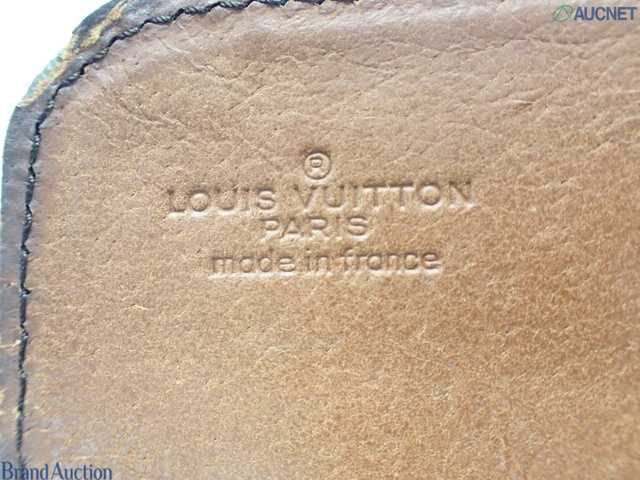 AUCNET
®
LOUIS VUITTON
PARIS
made in france
Brand Auction